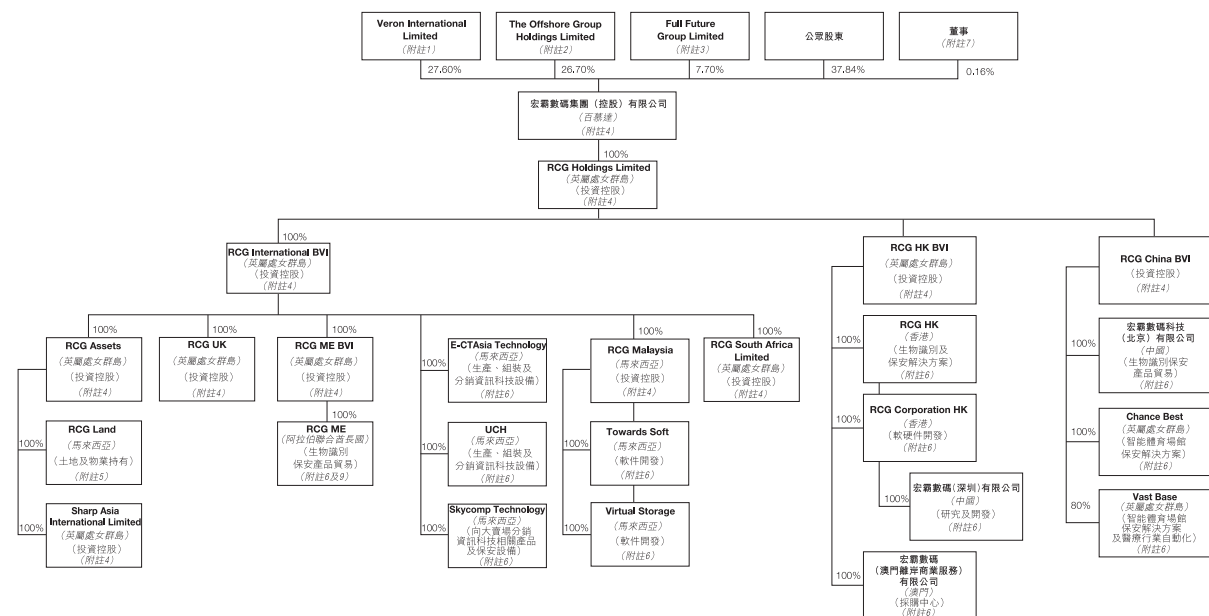 Veron International
Limited
(附註1)
The Offshore Group
Holdings Limited
(附註2)
Full Future
Group Limited
(附註3)
公眾股東
董事
(附註7)
27.60%
26.70%
7.70%
37.84%
0.16%
宏霸數碼集團（控股）有限公司
（百慕達）
(附註4)
100%
RCG Holdings Limited
（英屬處女群島）
（投資控股）
(附註4)
100%
RCG International BVI
（英屬處女群島）
（投資控股）
(附註4)
100%
RCG Assets
（英屬處女群島）
（投資控股）
(附註4)
100%
RCG Land
（馬來西亞）
（土地及物業持有）
(附註5)
100%
Sharp Asia
International Limited
（英屬處女群島）
（投資控股）
(附註4)
100%
RCG UK
（英屬處女群島）
（投資控股）
(附註4)
100%
RCG ME BVI
（英屬處女群島）
（投資控股）
(附註4)
100%
RCG ME
（阿拉伯聯合酋長國）
（生物識別
保安產品貿易）
(附註6及9)
100%
E-CTAsia Technology
（馬來西亞）
（生產、組裝及
分銷資訊科技設備）
(附註6)
100%
UCH
（馬來西亞）
（生產、組裝及
分銷資訊科技設備）
(附註6)
100%
Skycomp Technology
（馬來西亞）
（向大賣場分銷
資訊科技相關產品
及保安設備）
(附註6)
100%
RCG Malaysia
（馬來西亞）
（投資控股）
(附註4)
100%
Towards Soft
（馬來西亞）
（軟件開發）
(附註6)
100%
Virtual Storage
（馬來西亞）
（軟件開發）
(附註6)
100%
RCG South Africa
Limited
（英屬處女群島）
（投資控股）
(附註4)
100%
RCG HK BVI
（英屬處女群島）
（投資控股）
(附註4)
100%
RCG HK
（香港）
（生物識別及
保安解決方案）
(附註6)
100%
RCG Corporation HK
（香港）
（軟硬件開發）
(附註6)
100%
宏霸數碼（深圳）有限公司
（中國）
（研究及開發）
(附註6)
100%
宏霸數碼
（澳門離岸商業服務）
有限公司
（澳門）
（採購中心）
(附註6)
100%
RCG China BVI
（投資控股）
(附註4)
100%
宏霸數碼科技
（北京）有限公司
（中國）
（生物識別保安
產品貿易）
(附註6)
100%
Chance Best
（英屬處女群島）
（智能體育場館
保安解決方案）
(附註6)
80%
Vast Base
（英屬處女群島）
（智能體育場館
保安解決方案
及醫療行業自動化）
(附註6)